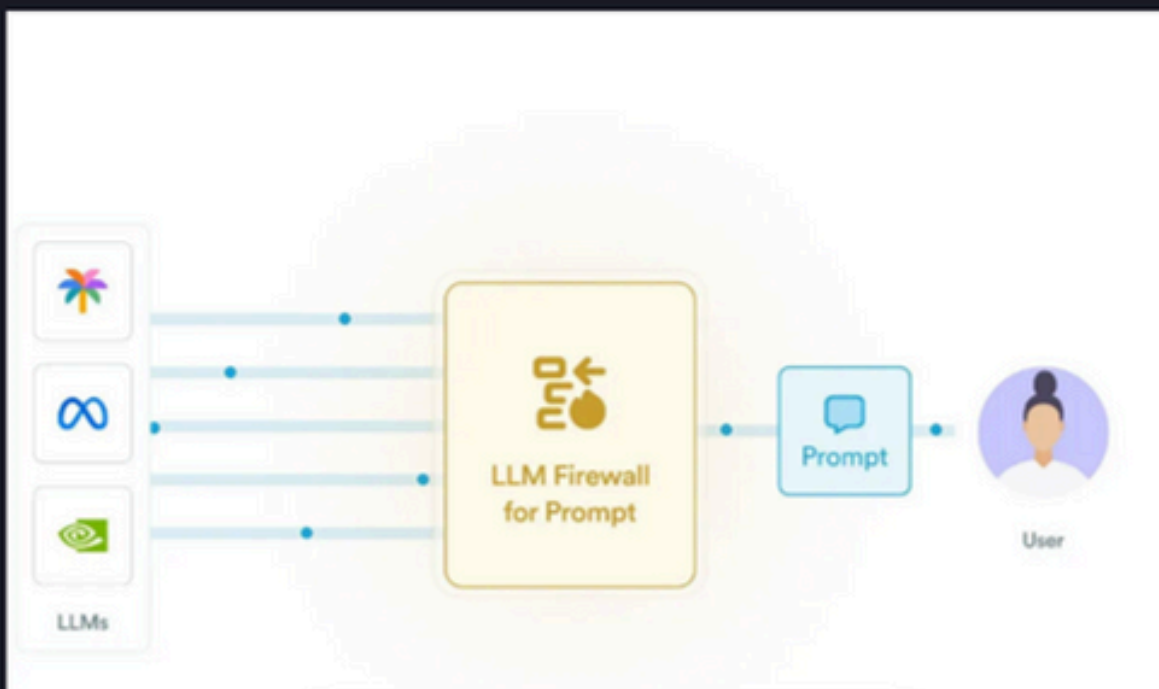 LLM Firewall
for Prompt
Prompt
User
LLMs